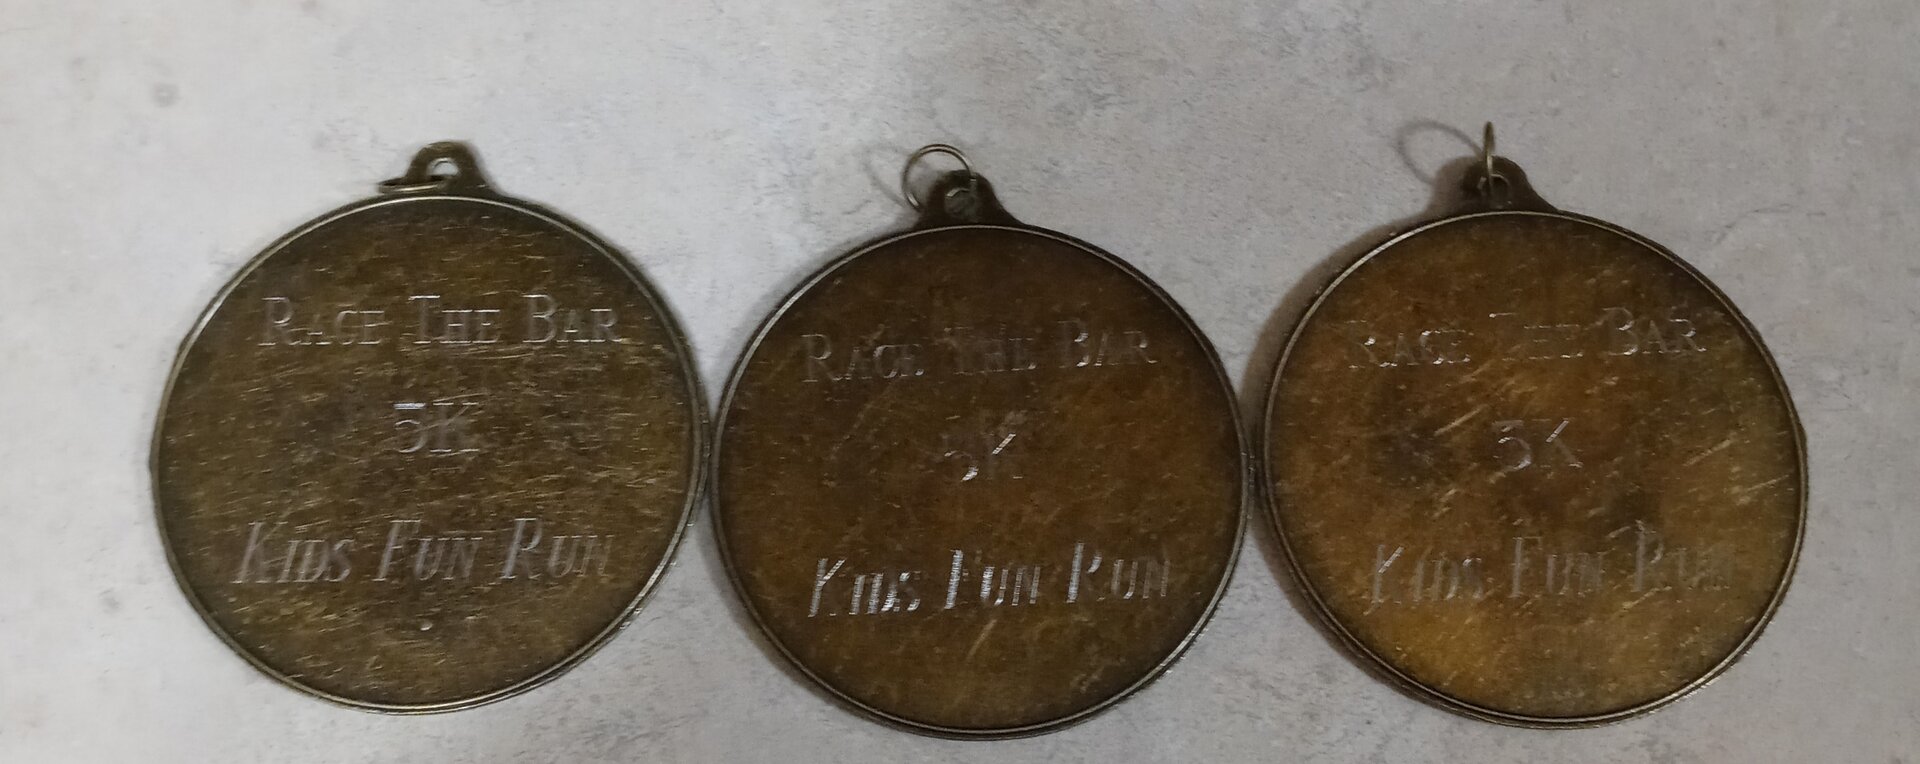 Race The Bar
5K
Kids Fun Run
Race The Bar
5K
Kids Fun Run
Race The Bar
5K
Kids Fun Run